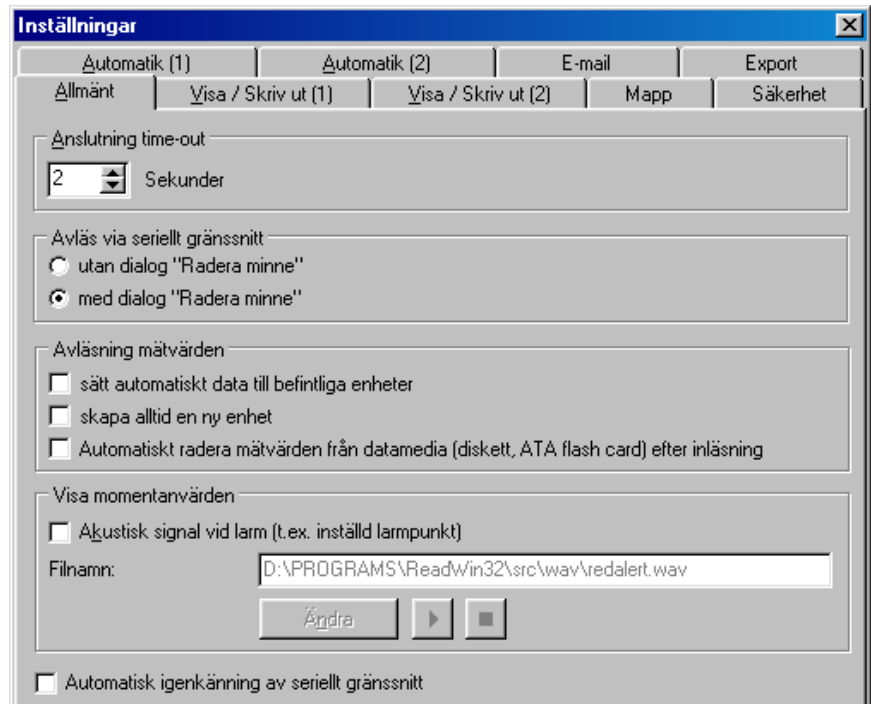 Inställningar
Automatik (1) Automatik (2) E-mail Export
Allmänt Visa / Skriv ut (1) Visa / Skriv ut (2) Mapp Säkerhet
Anslutning time-out
2 Sekunder
Avläs via seriellt gränssnitt
utan dialog "Radera minne"
med dialog "Radera minne"
Avläsning mätvärden
sätt automatiskt data till befintliga enheter
skapa alltid en ny enhet
Automatiskt radera mätvärden från datamedia (diskett, ATA flash card) efter inläsning
Visa momentanvärden
Akustisk signal vid larm (t.ex. inställd larmpunkt)
Filnamn: D:\PROGRAMS\ReadWin32\src\wav\redalert.wav
Ändra
Automatisk igenkänning av seriellt gränssnitt